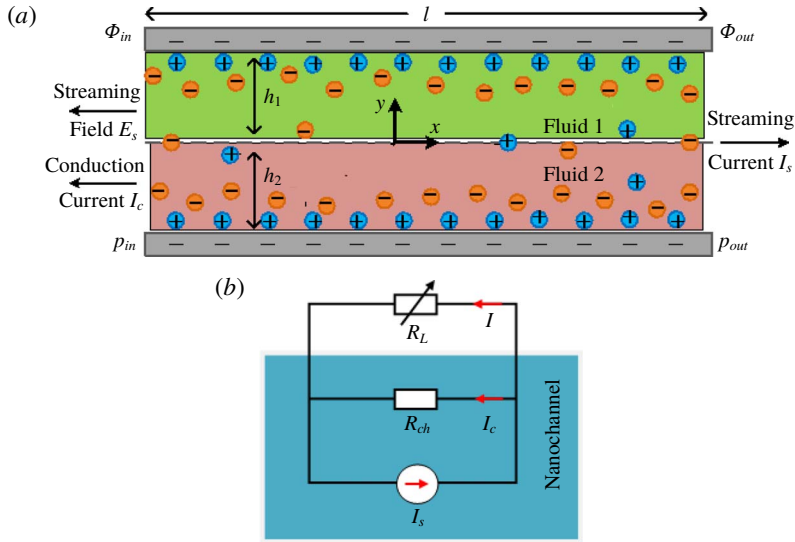 (a)
l
Φin
Φout
Streaming
Field Es
h1
y
x
Fluid 1
Streaming
Current Is
Conduction
Current Ic
h2
Fluid 2
pin
pout
(b)
RL
I
Rch
Ic
Is
Nanochannel